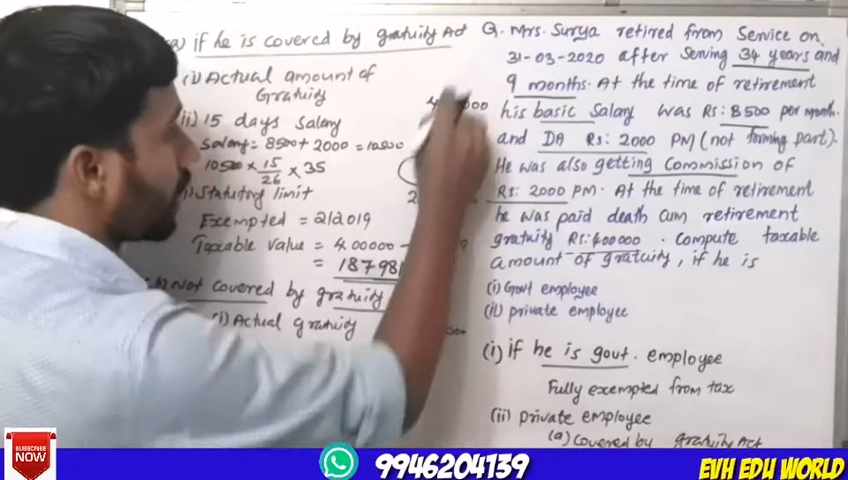 a) if he is covered by gratuity Act
(i) Actual amount of
Gratuity
ii) 15 days salary
Salary = 8500 + 2000 = 10500
10500 × 15/26 × 35
) Statutory limit
Exempted = 212019
Taxable value = 400000 -
= 187981
Not covered by gratuity
(i) Actual gratuity
Q. Mrs. Surya retired from Service on
31-03-2020 after Serving 34 years and
9 months. At the time of retirement
his basic Salary was Rs: 8500 per month.
and DA Rs: 2000 PM (not forming part).
He was also getting Commission of
Rs: 2000 PM. At the time of retirement
he was paid death cum retirement
gratuity Rs: 400000. Compute taxable
amount of gratuity, if he is
(i) Govt employee
(ii) private employee
(i) if he is govt. employee
Fully exempted from tax
(ii) private employee
(a) Covered by gratuity Act
SUBSCRIBE
NOW
9946204139
EVH EDU WORLD